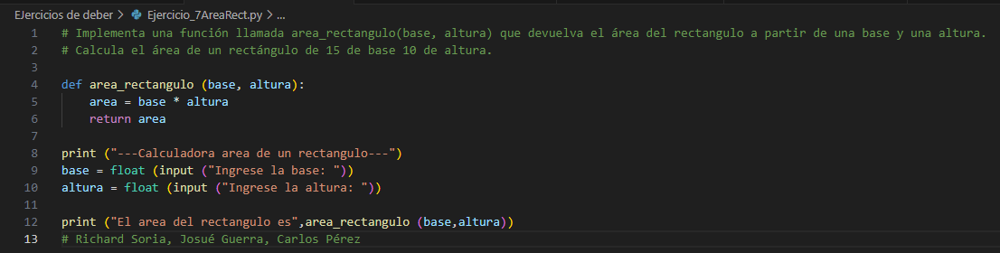 EJercicios de deber > Ejercicio_7AreaRect.py > ...
1 # Implementa una función llamada area_rectangulo(base, altura) que devuelva el área del rectangulo a partir de una base y una altura.
2 # Calcula el área de un rectángulo de 15 de base 10 de altura.
3
4 def area_rectangulo (base, altura):
5     area = base * altura
6     return area
7
8 print ("---Calculadora area de un rectangulo---")
9 base = float (input ("Ingrese la base: "))
10 altura = float (input ("Ingrese la altura: "))
11
12 print ("El area del rectangulo es",area_rectangulo (base,altura))
13 # Richard Soria, Josué Guerra, Carlos Pérez